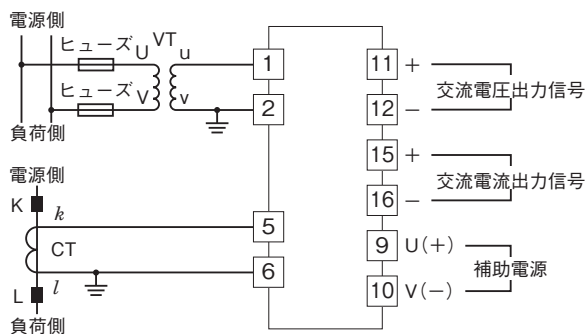 電源側
ヒューズ U VT u
1
11 +
交流電圧出力信号
ヒューズ V v
2
12 −
負荷側
15 +
交流電流出力信号
16 −
電源側
K k
5
CT
9 U(+)
補助電源
6
10 V(−)
L l
負荷側